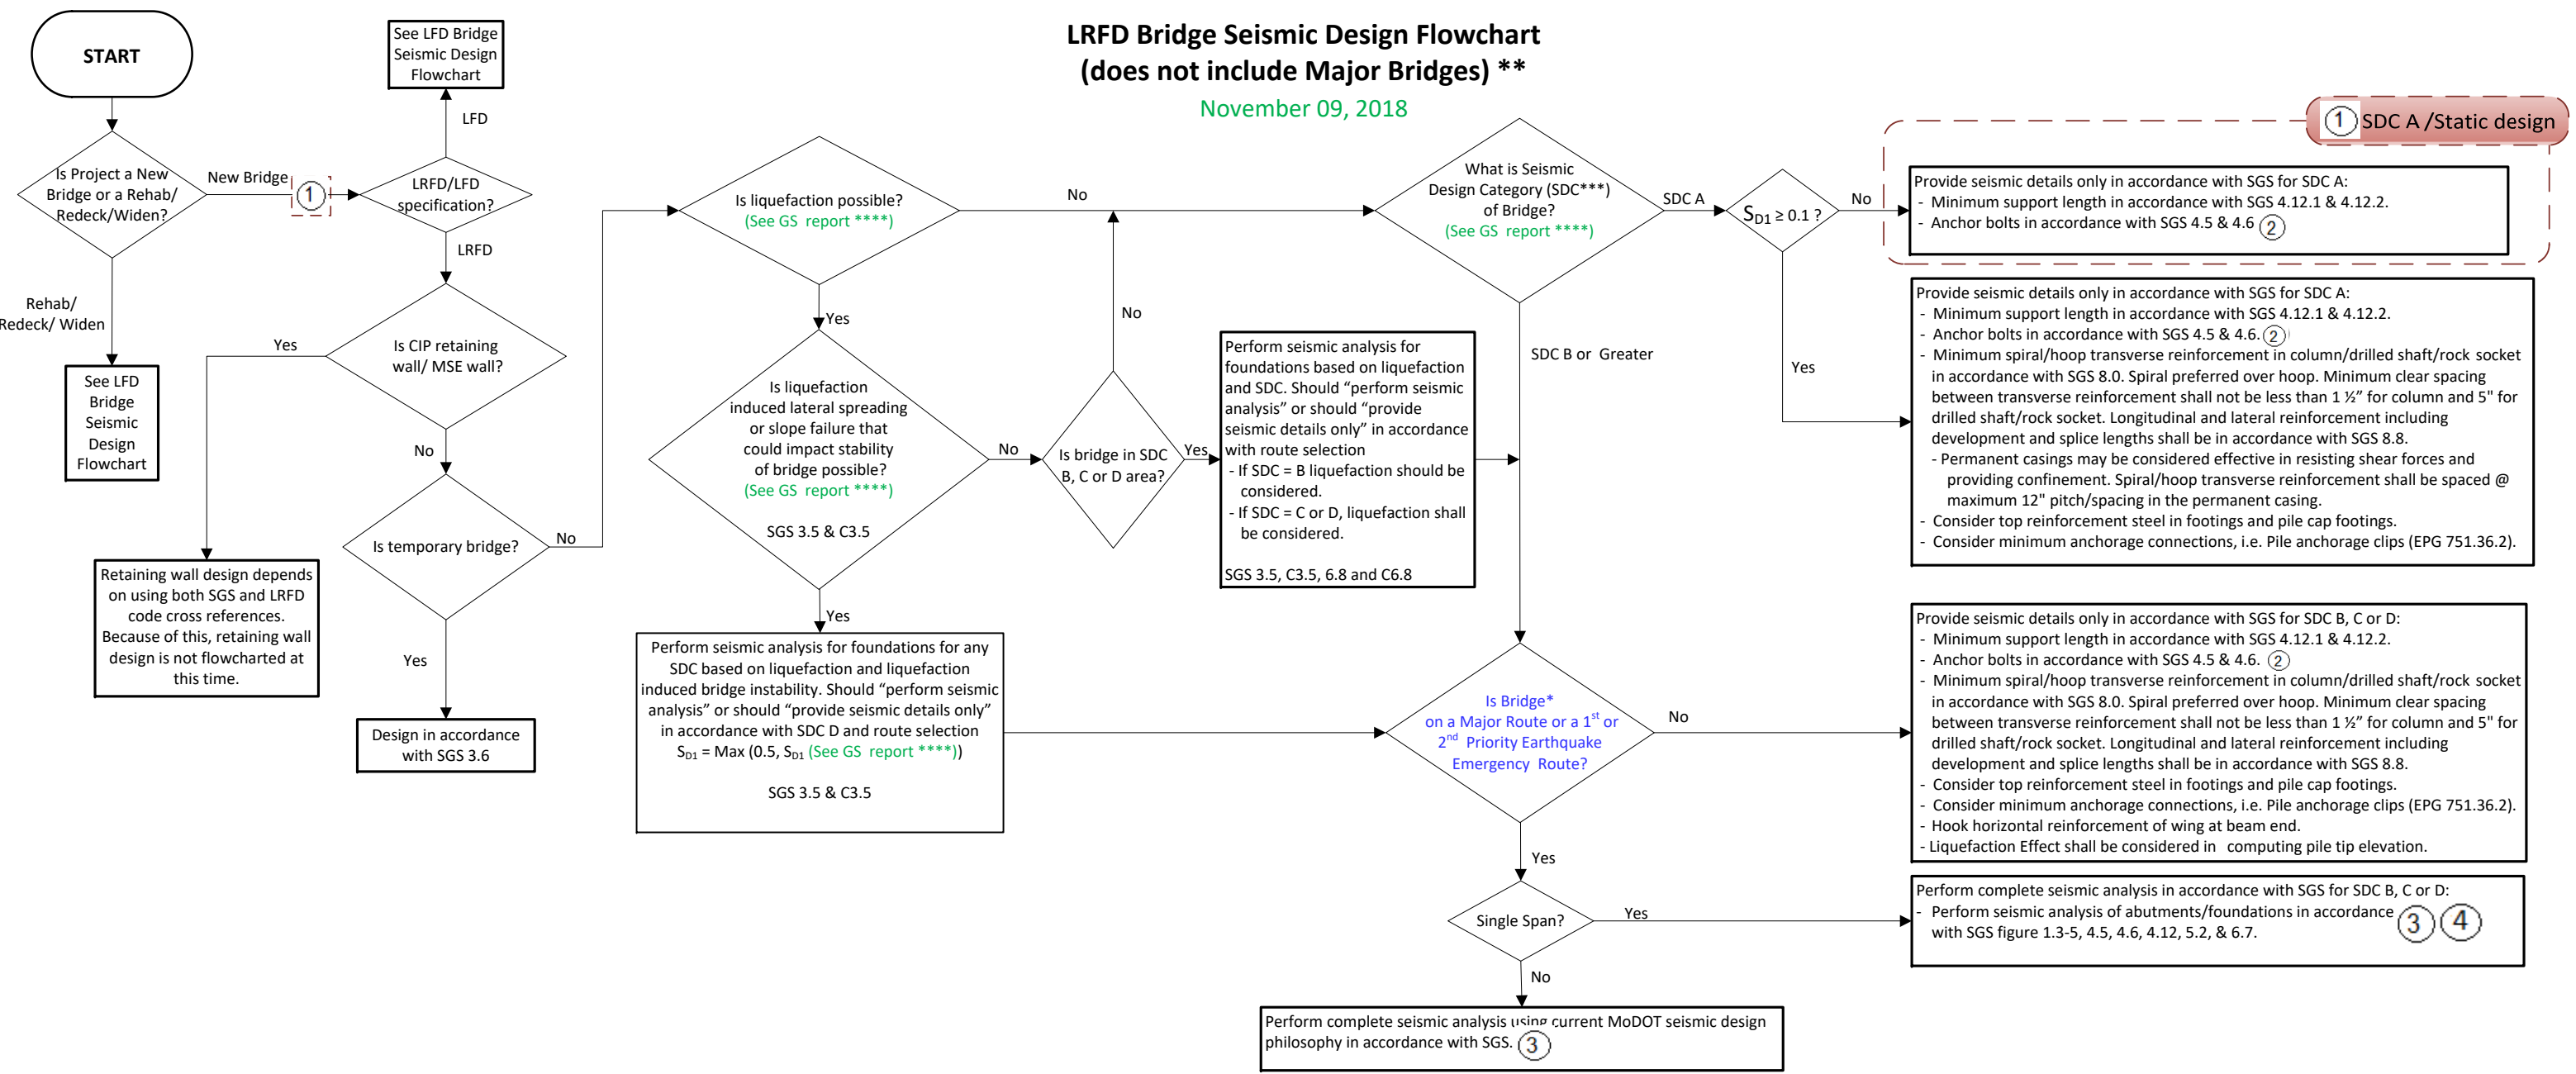 LRFD Bridge Seismic Design Flowchart
(does not include Major Bridges) **
November 09, 2018
START
Is Project a New
Bridge or a Rehab/
Redeck/Widen?
New Bridge
1
Rehab/
Redeck/ Widen
See LFD
Bridge
Seismic
Design
Flowchart
See LFD Bridge
Seismic Design
Flowchart
LFD
LRFD/LFD
specification?
LRFD
Is CIP retaining
wall/ MSE wall?
Yes
Retaining wall design depends
on using both SGS and LRFD
code cross references.
Because of this, retaining wall
design is not flowcharted at
this time.
No
Is temporary bridge?
No
Yes
Design in accordance
with SGS 3.6
Is liquefaction possible?
(See GS report ****)
No
Yes
Is liquefaction
induced lateral spreading
or slope failure that
could impact stability
of bridge possible?
(See GS report ****)
SGS 3.5 & C3.5
No
Yes
Perform seismic analysis for foundations for any
SDC based on liquefaction and liquefaction
induced bridge instability. Should “perform seismic
analysis” or should “provide seismic details only”
in accordance with SDC D and route selection
SD1 = Max (0.5, SD1 (See GS report ****))
SGS 3.5 & C3.5
Is bridge in SDC
B, C or D area?
No
Yes
Perform seismic analysis for
foundations based on liquefaction
and SDC. Should “perform seismic
analysis” or should “provide
seismic details only” in accordance
with route selection
- If SDC = B liquefaction should be
considered.
- If SDC = C or D, liquefaction shall
be considered.
SGS 3.5, C3.5, 6.8 and C6.8
What is Seismic
Design Category (SDC***)
of Bridge?
(See GS report ****)
SDC A
SDC B or Greater
SD1 ≥ 0.1 ?
No
Yes
1 SDC A /Static design
Provide seismic details only in accordance with SGS for SDC A:
- Minimum support length in accordance with SGS 4.12.1 & 4.12.2.
- Anchor bolts in accordance with SGS 4.5 & 4.6 2
Provide seismic details only in accordance with SGS for SDC A:
- Minimum support length in accordance with SGS 4.12.1 & 4.12.2.
- Anchor bolts in accordance with SGS 4.5 & 4.6. 2
- Minimum spiral/hoop transverse reinforcement in column/drilled shaft/rock socket
in accordance with SGS 8.0. Spiral preferred over hoop. Minimum clear spacing
between transverse reinforcement shall not be less than 1 ½” for column and 5" for
drilled shaft/rock socket. Longitudinal and lateral reinforcement including
development and splice lengths shall be in accordance with SGS 8.8.
- Permanent casings may be considered effective in resisting shear forces and
providing confinement. Spiral/hoop transverse reinforcement shall be spaced @
maximum 12" pitch/spacing in the permanent casing.
- Consider top reinforcement steel in footings and pile cap footings.
- Consider minimum anchorage connections, i.e. Pile anchorage clips (EPG 751.36.2).
Is Bridge*
on a Major Route or a 1st or
2nd Priority Earthquake
Emergency Route?
No
Yes
Provide seismic details only in accordance with SGS for SDC B, C or D:
- Minimum support length in accordance with SGS 4.12.1 & 4.12.2.
- Anchor bolts in accordance with SGS 4.5 & 4.6. 2
- Minimum spiral/hoop transverse reinforcement in column/drilled shaft/rock socket
in accordance with SGS 8.0. Spiral preferred over hoop. Minimum clear spacing
between transverse reinforcement shall not be less than 1 ½” for column and 5" for
drilled shaft/rock socket. Longitudinal and lateral reinforcement including
development and splice lengths shall be in accordance with SGS 8.8.
- Consider top reinforcement steel in footings and pile cap footings.
- Consider minimum anchorage connections, i.e. Pile anchorage clips (EPG 751.36.2).
- Hook horizontal reinforcement of wing at beam end.
- Liquefaction Effect shall be considered in computing pile tip elevation.
Single Span?
Yes
No
Perform complete seismic analysis in accordance with SGS for SDC B, C or D:
- Perform seismic analysis of abutments/foundations in accordance 3 4
with SGS figure 1.3-5, 4.5, 4.6, 4.12, 5.2, & 6.7.
Perform complete seismic analysis using current MoDOT seismic design
philosophy in accordance with SGS. 3